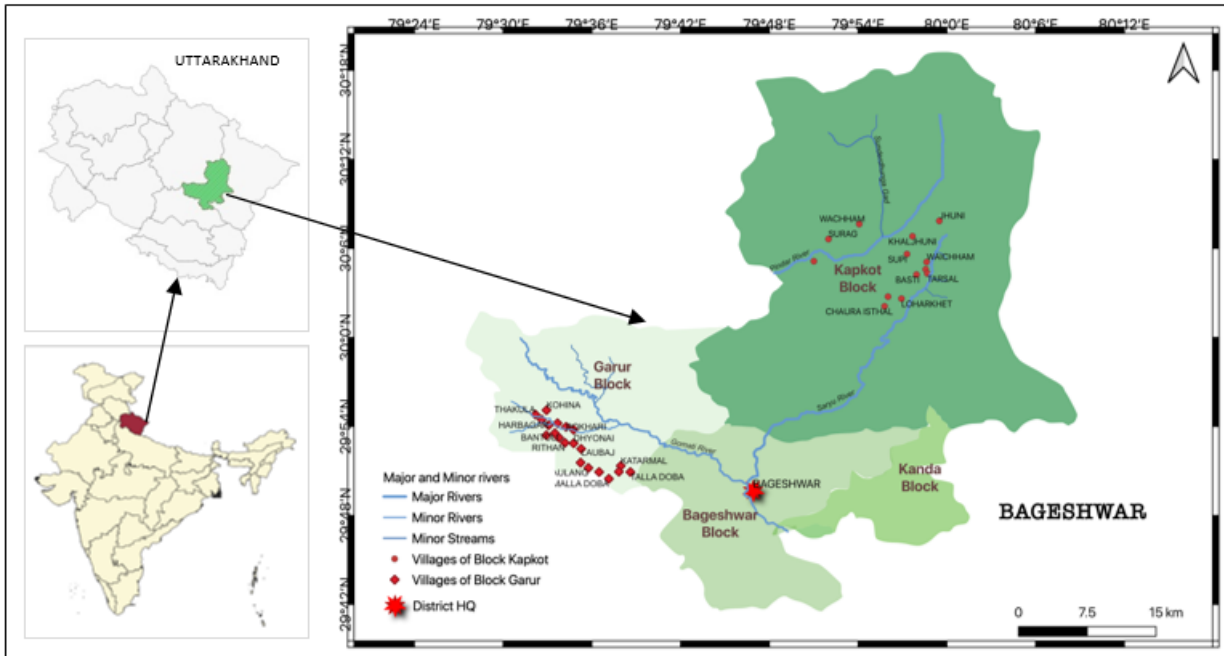 UTTARAKHAND
79°24'E 79°30'E 79°36'E 79°42'E 79°48'E 79°54'E 80°0'E 80°6'E 80°12'E
30°18'N
30°12'N
30°6'N
30°0'N
29°54'N
29°48'N
29°42'N
Sunderdhunga Gad
WACHHAM
JHUNI
SURAG
KHALJHUNI
SUPI
WAICHHAM
Pindar River
Kapkot
Block
BASTI
TARSAL
LOHARKHET
CHAURA ISTHAL
Garur
Block
THAKULA
KOHINA
DHYONAI
RITHAN
LAUBAJ
KATARMAL
MALLA DOBA
TALLA DOBA
Saryu River
Gomati River
BAGESHWAR
Kanda
Block
Bageshwar
Block
BAGESHWAR
Major and Minor rivers
Major Rivers
Minor Rivers
Minor Streams
Villages of Block Kapkot
Villages of Block Garur
District HQ
0 7.5 15 km